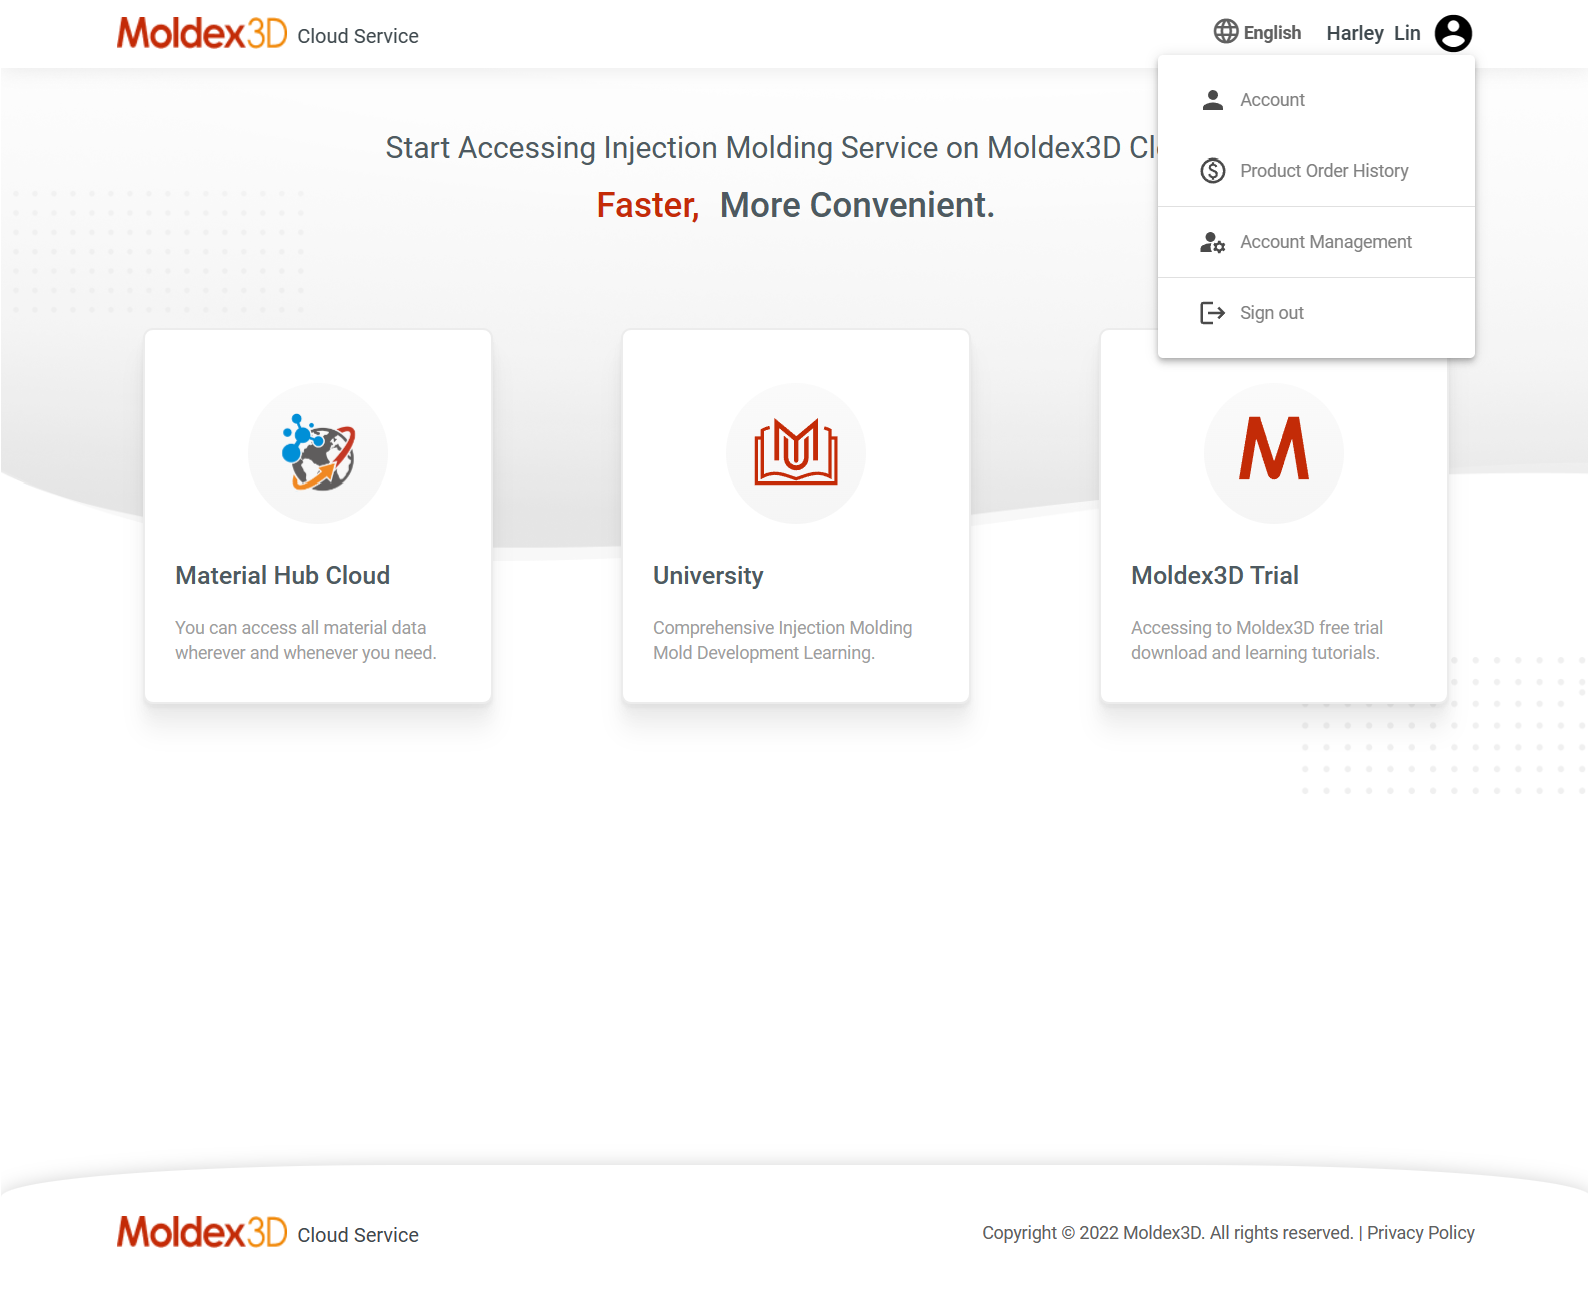 Moldex3D Cloud Service
English
Harley Lin
Account
Product Order History
Account Management
Sign out
Start Accessing Injection Molding Service on Moldex3D
Faster, More Convenient.
Material Hub Cloud
You can access all material data
wherever and whenever you need.
University
Comprehensive Injection Molding
Mold Development Learning.
M
Moldex3D Trial
Accessing to Moldex3D free trial
download and learning tutorials.
Moldex3D Cloud Service
Copyright © 2022 Moldex3D. All rights reserved. | Privacy Policy